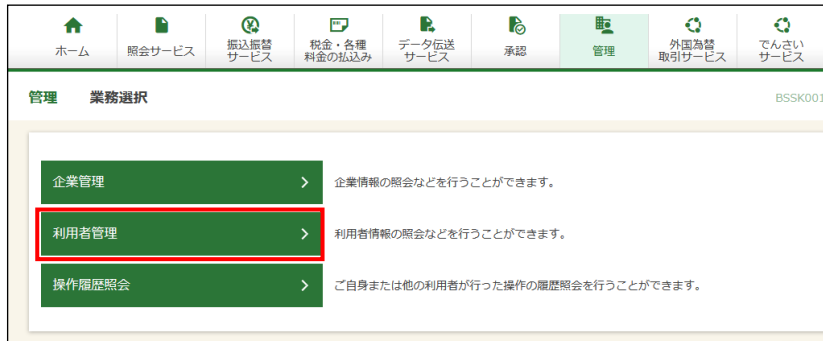 ホーム
照会サービス
振込振替
サービス
税金・各種
料金の払込み
データ伝送
サービス
承認
管理
外国為替
取引サービス
でんさい
サービス
管理 業務選択
BSSK001
企業管理
企業情報の照会などを行うことができます。
利用者管理
利用者情報の照会などを行うことができます。
操作履歴照会
ご自身または他の利用者が行った操作の履歴照会を行うことができます。